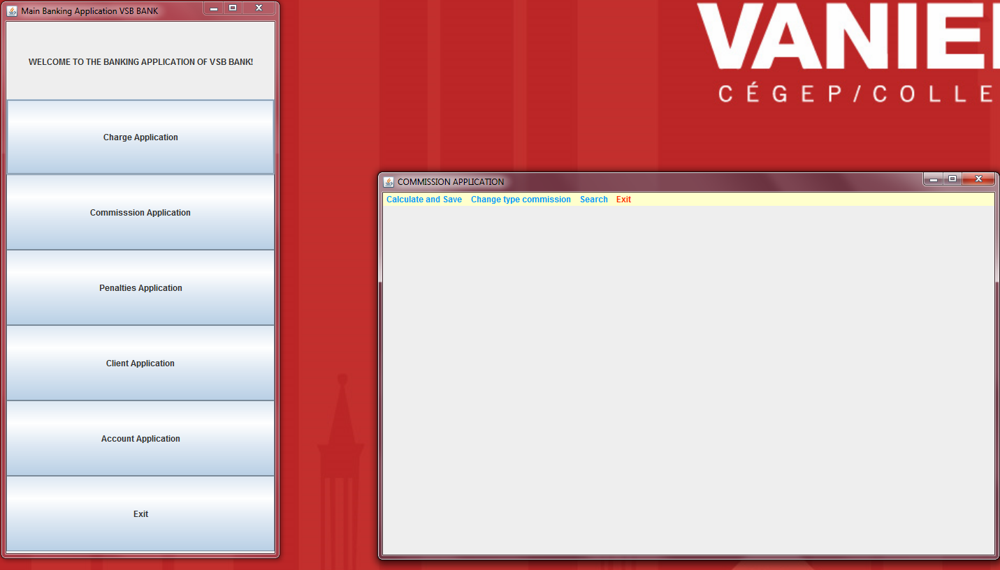 Main Banking Application VSB BANK
WELCOME TO THE BANKING APPLICATION OF VSB BANK!
Charge Application
Commisssion Application
Penalties Application
Client Application
Account Application
Exit
VANIE
CÉGEP/COLLE
COMMISSION APPLICATION
Calculate and Save Change type commission Search Exit